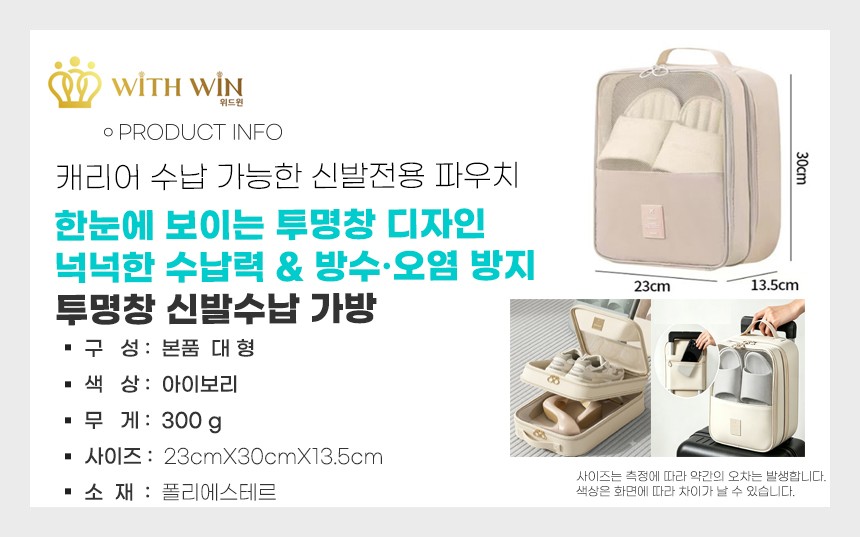 WITH WIN
위드윈
PRODUCT INFO
캐리어 수납 가능한 신발전용 파우치
한눈에 보이는 투명창 디자인
넉넉한 수납력 & 방수·오염 방지
투명창 신발수납 가방
▪ 구 성 : 본품 대 형
▪ 색 상 : 아이보리
▪ 무 게 : 300 g
▪ 사이즈 : 23cmX30cmX13.5cm
▪ 소 재 : 폴리에스테르
30cm
23cm
13.5cm
사이즈는 측정에 따라 약간의 오차는 발생합니다.
색상은 화면에 따라 차이가 날 수 있습니다.